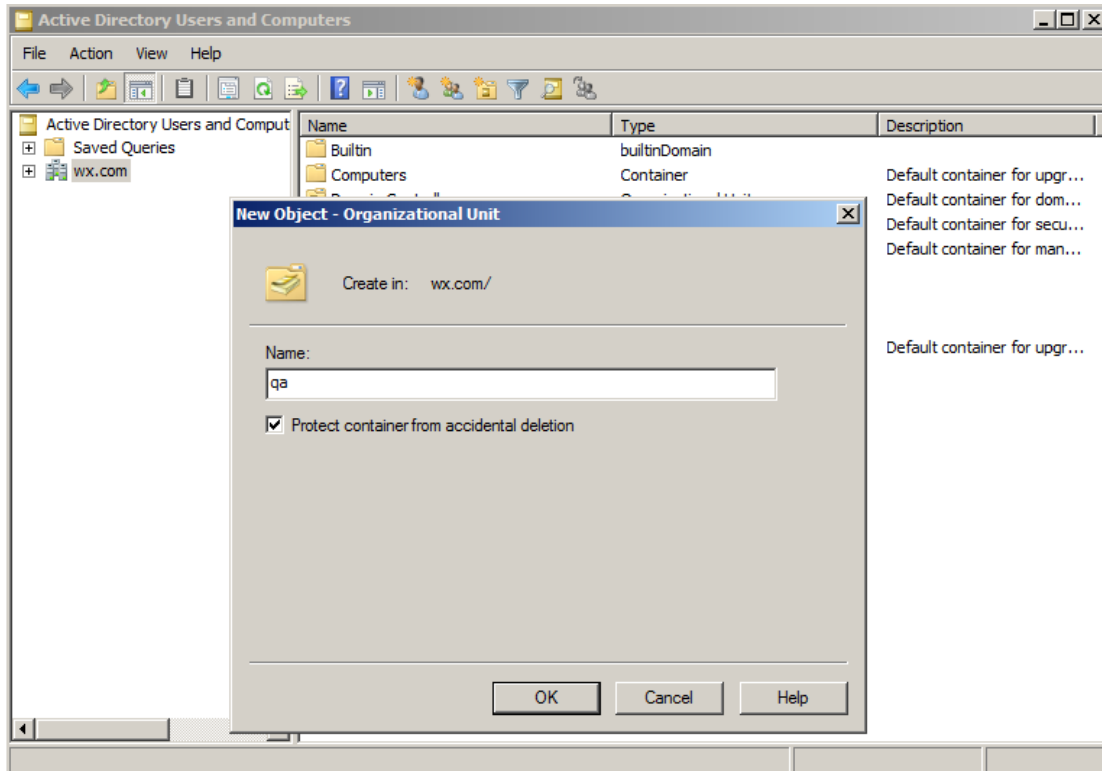 Active Directory Users and Computers
File Action View Help
Active Directory Users and Comput
Saved Queries
wx.com
Name Type Description
Builtin builtinDomain
Computers Container Default container for upgr...
Default container for dom...
Default container for secu...
Default container for man...
Default container for upgr...
New Object - Organizational Unit
Create in: wx.com/
Name:
qa
Protect container from accidental deletion
OK Cancel Help